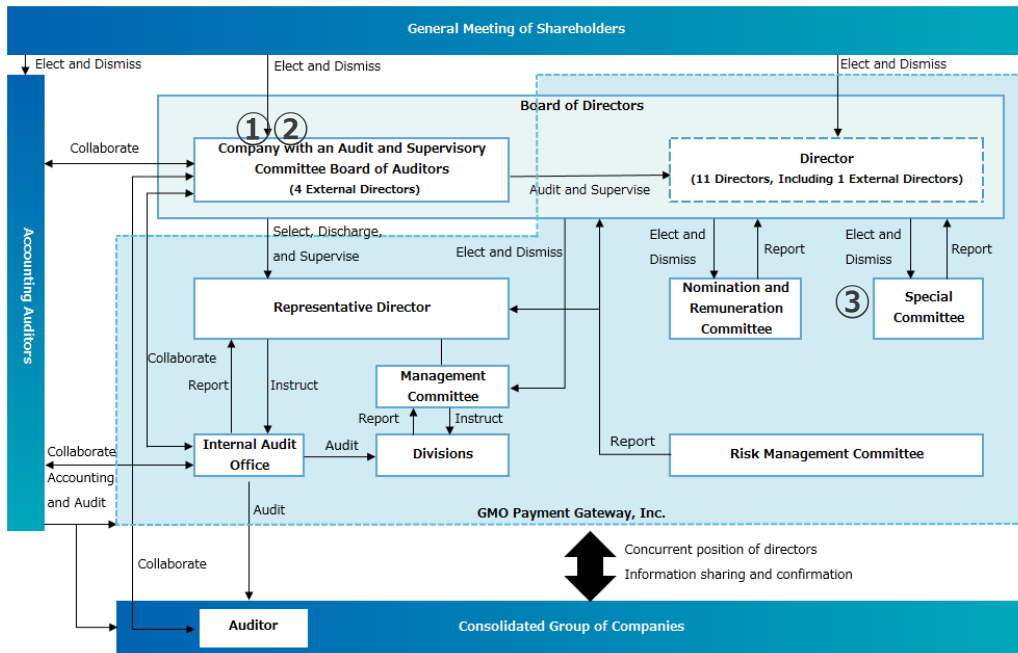 General Meeting of Shareholders
Elect and Dismiss
Elect and Dismiss
Elect and Dismiss
Board of Directors
① ②
Company with an Audit and Supervisory
Committee Board of Auditors
(4 External Directors)
Director
(11 Directors, Including 1 External Directors)
Collaborate
Audit and Supervise
Accounting Auditors
Select, Discharge,
and Supervise
Elect and Dismiss
Elect and
Dismiss
Report
Elect and
Dismiss
Report
Representative Director
Nomination and
Remuneration
Committee
③
Special
Committee
Collaborate
Report
Instruct
Management
Committee
Report
Instruct
Internal Audit
Office
Audit
Divisions
Report
Risk Management Committee
Collaborate
Accounting
and Audit
Audit
GMO Payment Gateway, Inc.
Concurrent position of directors
Information sharing and confirmation
Collaborate
Auditor
Consolidated Group of Companies